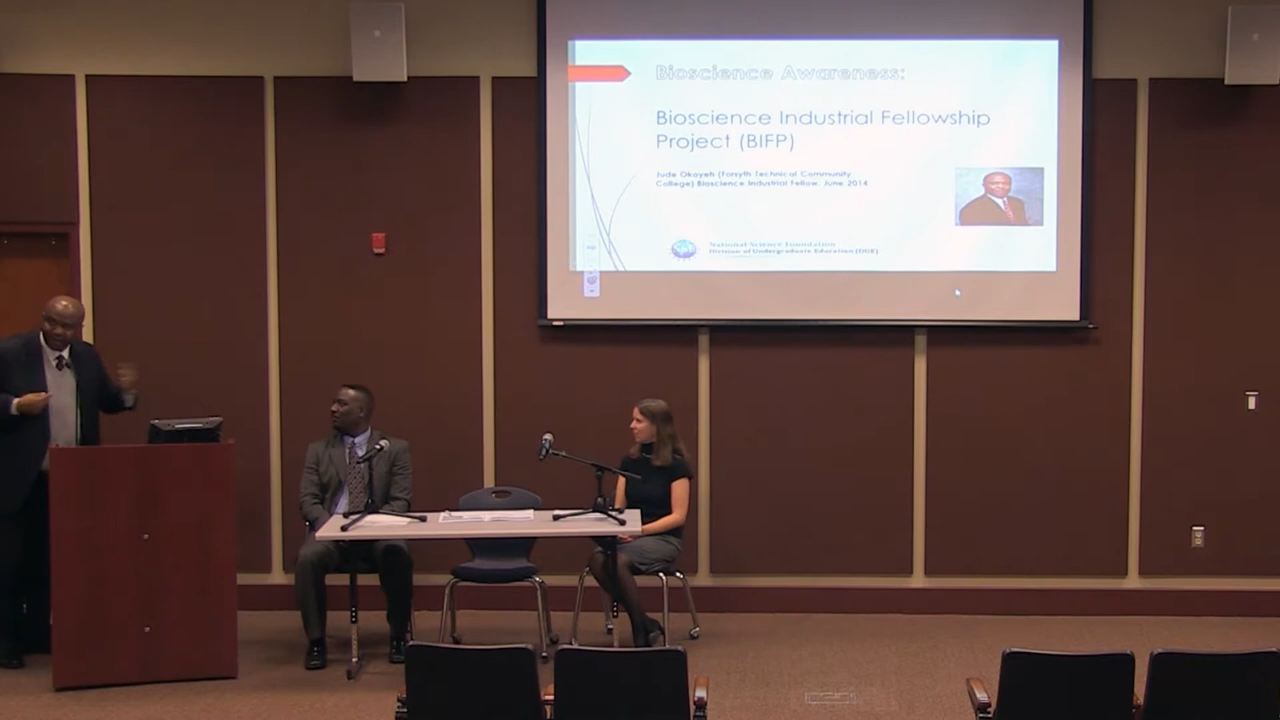 Bioscience Awareness:
Bioscience Industrial Fellowship
Project (BIFP)
Jude Okoyeh (Forsyth Technical Community
College) Bioscience Industrial Fellow. June 2014
National Science Foundation
Division of Undergraduate Education (DUE)